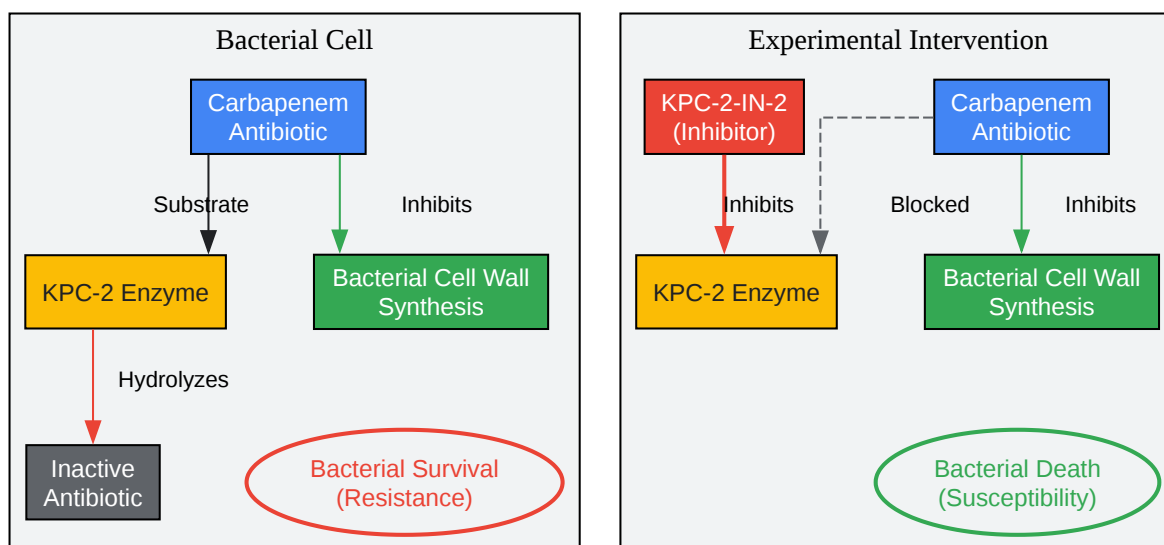 Bacterial Cell
Carbapenem
Antibiotic
Substrate
Inhibits
KPC-2 Enzyme
Bacterial Cell Wall
Synthesis
Hydrolyzes
Inactive
Antibiotic
Bacterial Survival
(Resistance)
Experimental Intervention
KPC-2-IN-2
(Inhibitor)
Carbapenem
Antibiotic
Inhibits
Blocked
Inhibits
KPC-2 Enzyme
Bacterial Cell Wall
Synthesis
Bacterial Death
(Susceptibility)